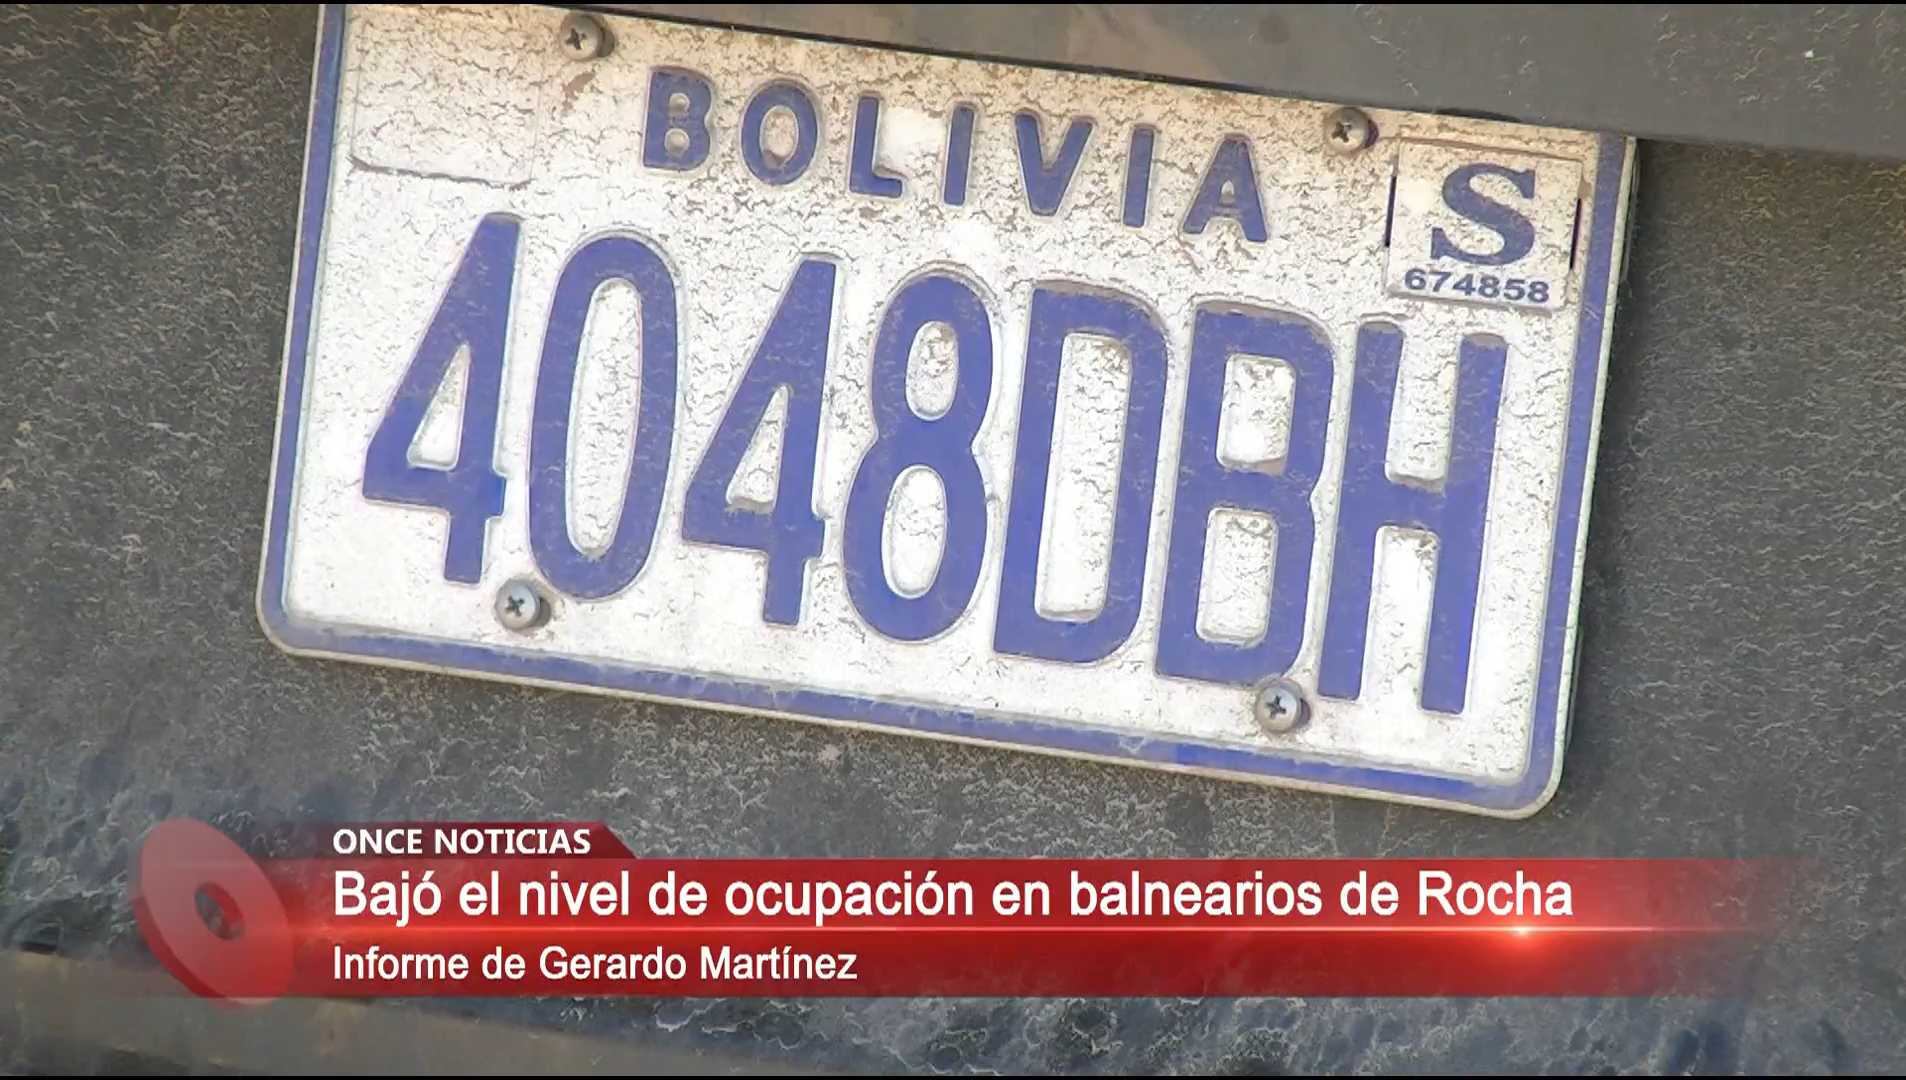 BOLIVIA
S
674858
4048DBH
ONCE NOTICIAS
Bajó el nivel de ocupación en balnearios de Rocha
Informe de Gerardo Martínez